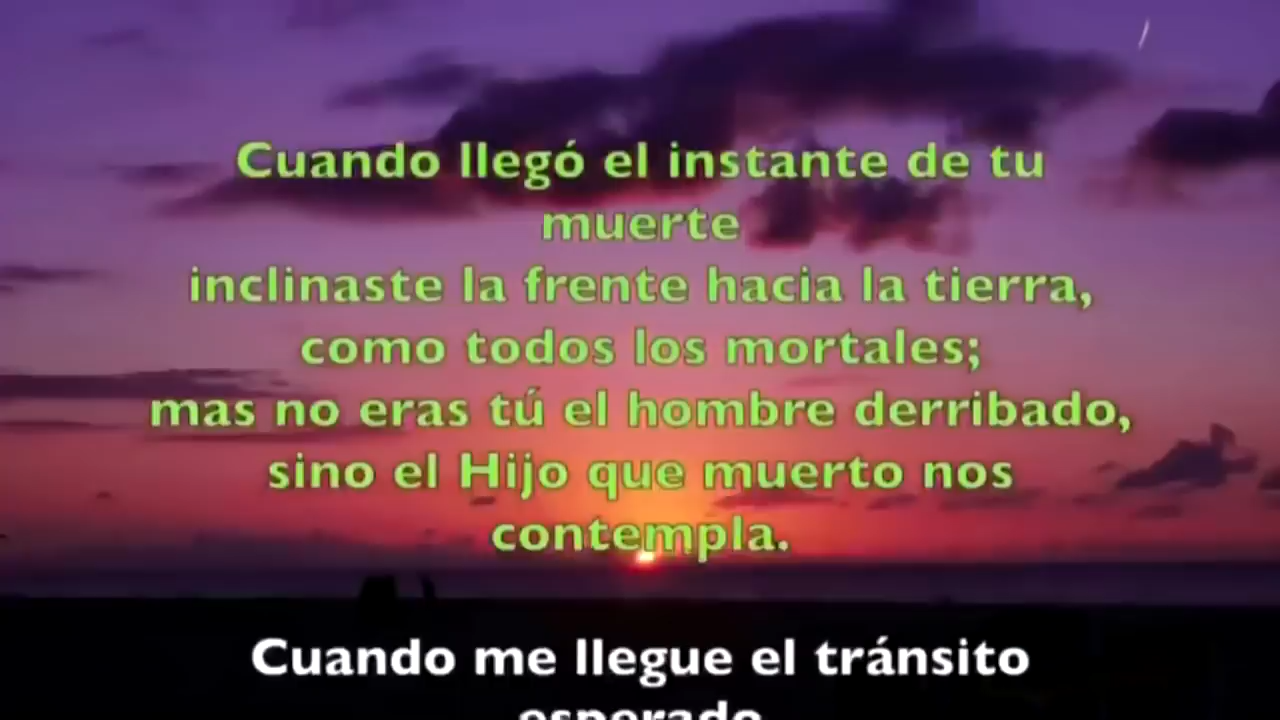 Cuando llegó el instante de tu
muerte
inclinaste la frente hacia la tierra,
como todos los mortales;
mas no eras tú el hombre derribado,
sino el Hijo que muerto nos
contempla.
Cuando me llegue el tránsito
esperado